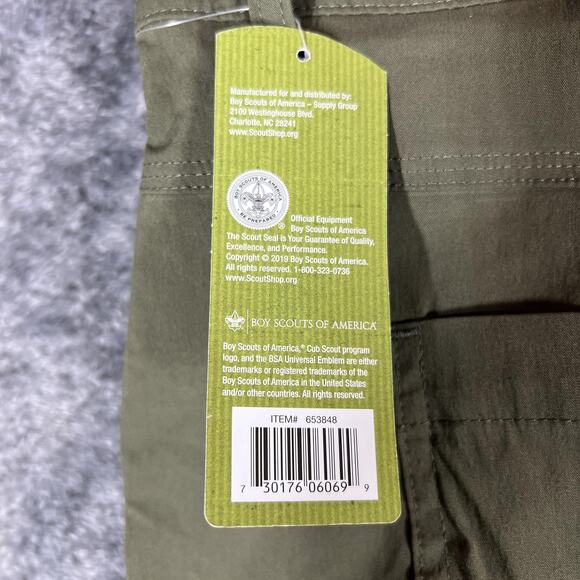 Manufactured for and distributed by:
Boy Scouts of America – Supply Group
2109 Westinghouse Blvd.
Charlotte, NC 28241
www.ScoutShop.org
BOY SCOUTS OF AMERICA
BE PREPARED
®
Official Equipment
Boy Scouts of America
The Scout Seal is Your Guarantee of Quality,
Excellence, and Performance.
Copyright © 2019 Boy Scouts of America.
All rights reserved. 1-800-323-0736
www.ScoutShop.org
BOY SCOUTS OF AMERICA®
Boy Scouts of America,® Cub Scout program
logo, and the BSA Universal Emblem are either
trademarks or registered trademarks of the
Boy Scouts of America in the United States
and/or other countries. All rights reserved.
ITEM# 653848
7 30176 06069 9